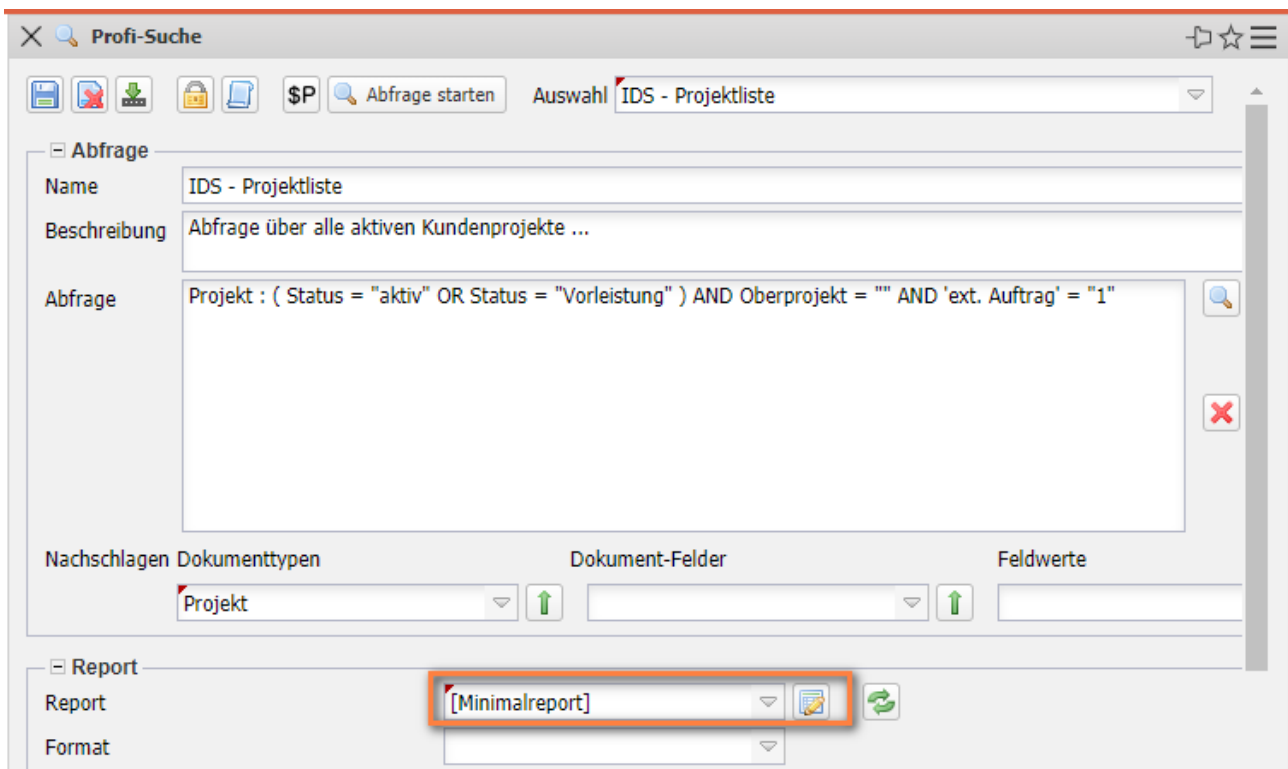 Profi-Suche
$P Abfrage starten Auswahl IDS - Projektliste
Abfrage
Name IDS - Projektliste
Beschreibung Abfrage über alle aktiven Kundenprojekte ...
Abfrage Projekt : ( Status = "aktiv" OR Status = "Vorleistung" ) AND Oberprojekt = "" AND 'ext. Auftrag' = "1"
Nachschlagen Dokumenttypen Dokument-Felder Feldwerte
Projekt
Report
Report [Minimalreport]
Format